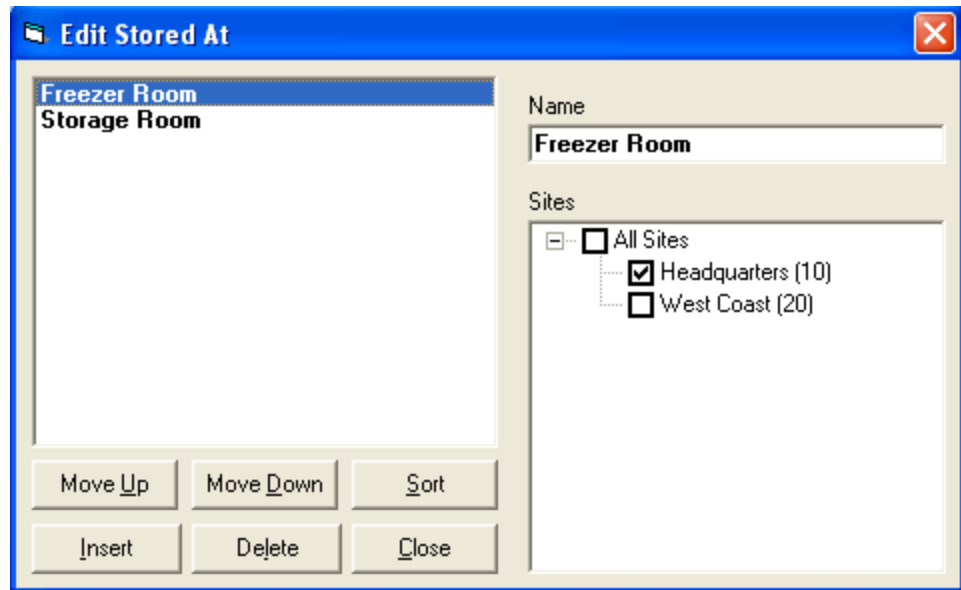 Edit Stored At
Freezer Room
Storage Room
Name
Freezer Room
Sites
All Sites
Headquarters (10)
West Coast (20)
Move Up
Move Down
Sort
Insert
Delete
Close